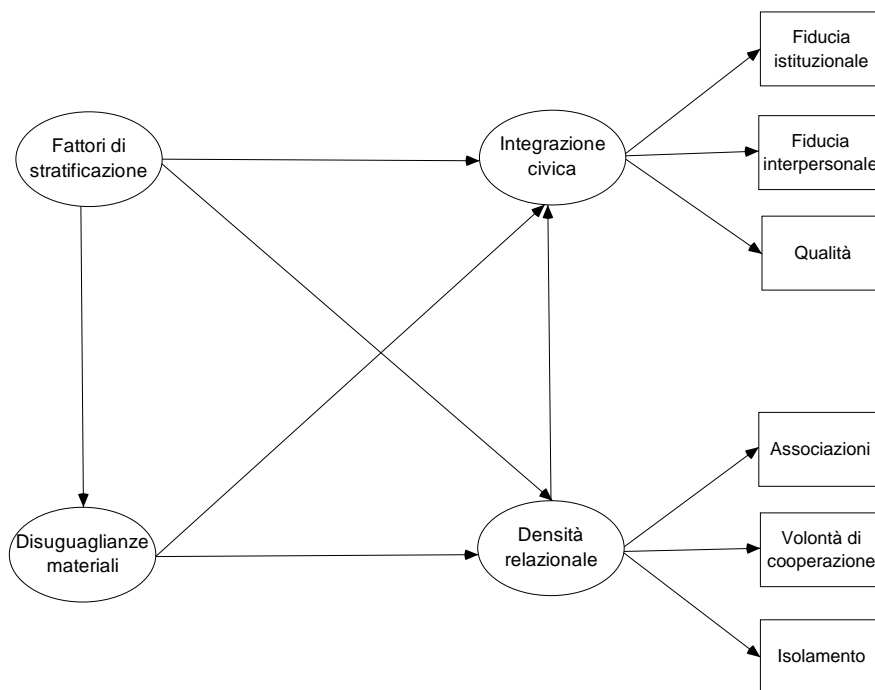 Fiducia
istituzionale
Fattori di
stratificazione
Integrazione
civica
Fiducia
interpersonale
Qualità
Associazioni
Disuguaglianze
materiali
Densità
relazionale
Volontà di
cooperazione
Isolamento